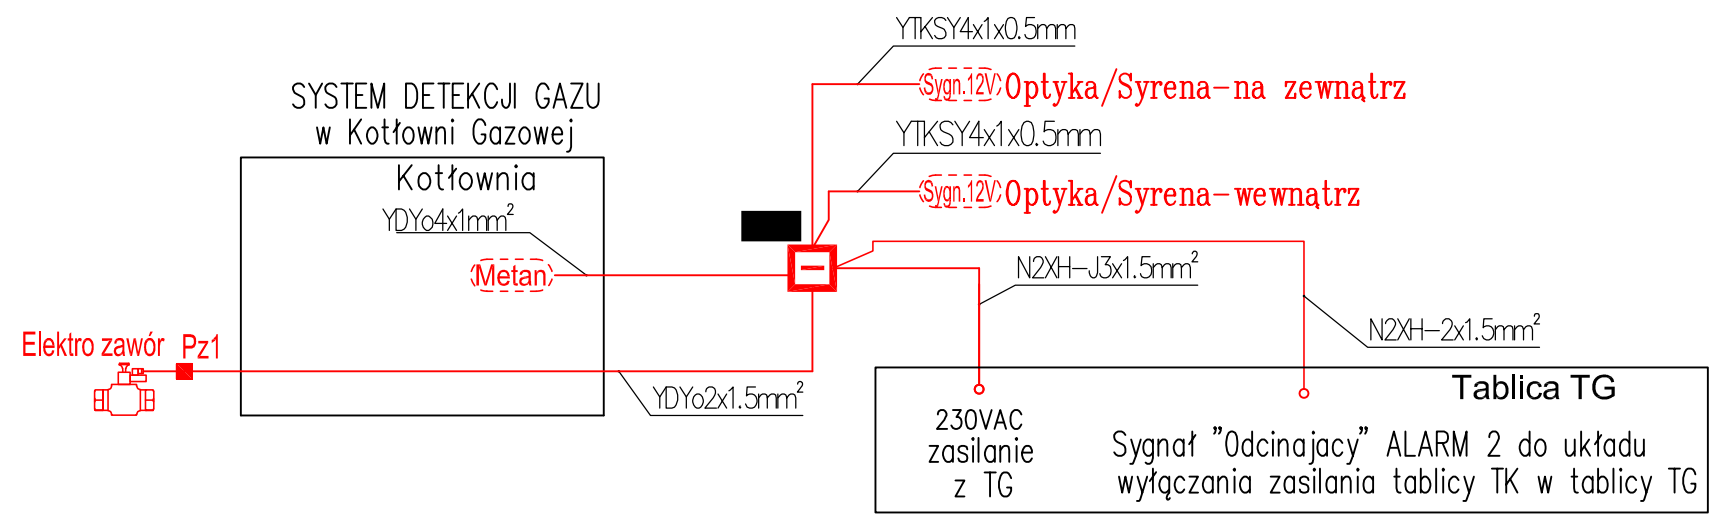 YTKSY4x1x0.5mm
Sygn.12V Optyka/Syrena-na zewnątrz
SYSTEM DETEKCJI GAZU
w Kotłowni Gazowej
YTKSY4x1x0.5mm
Sygn.12V Optyka/Syrena-wewnątrz
Kotłownia
YDYo4x1mm²
Metan
N2XH-J3x1.5mm²
N2XH-2x1.5mm²
Elektro zawór Pz1
YDYo2x1.5mm²
Tablica TG
230VAC
zasilanie
z TG
Sygnał "Odcinajacy" ALARM 2 do układu
wyłączania zasilania tablicy TK w tablicy TG